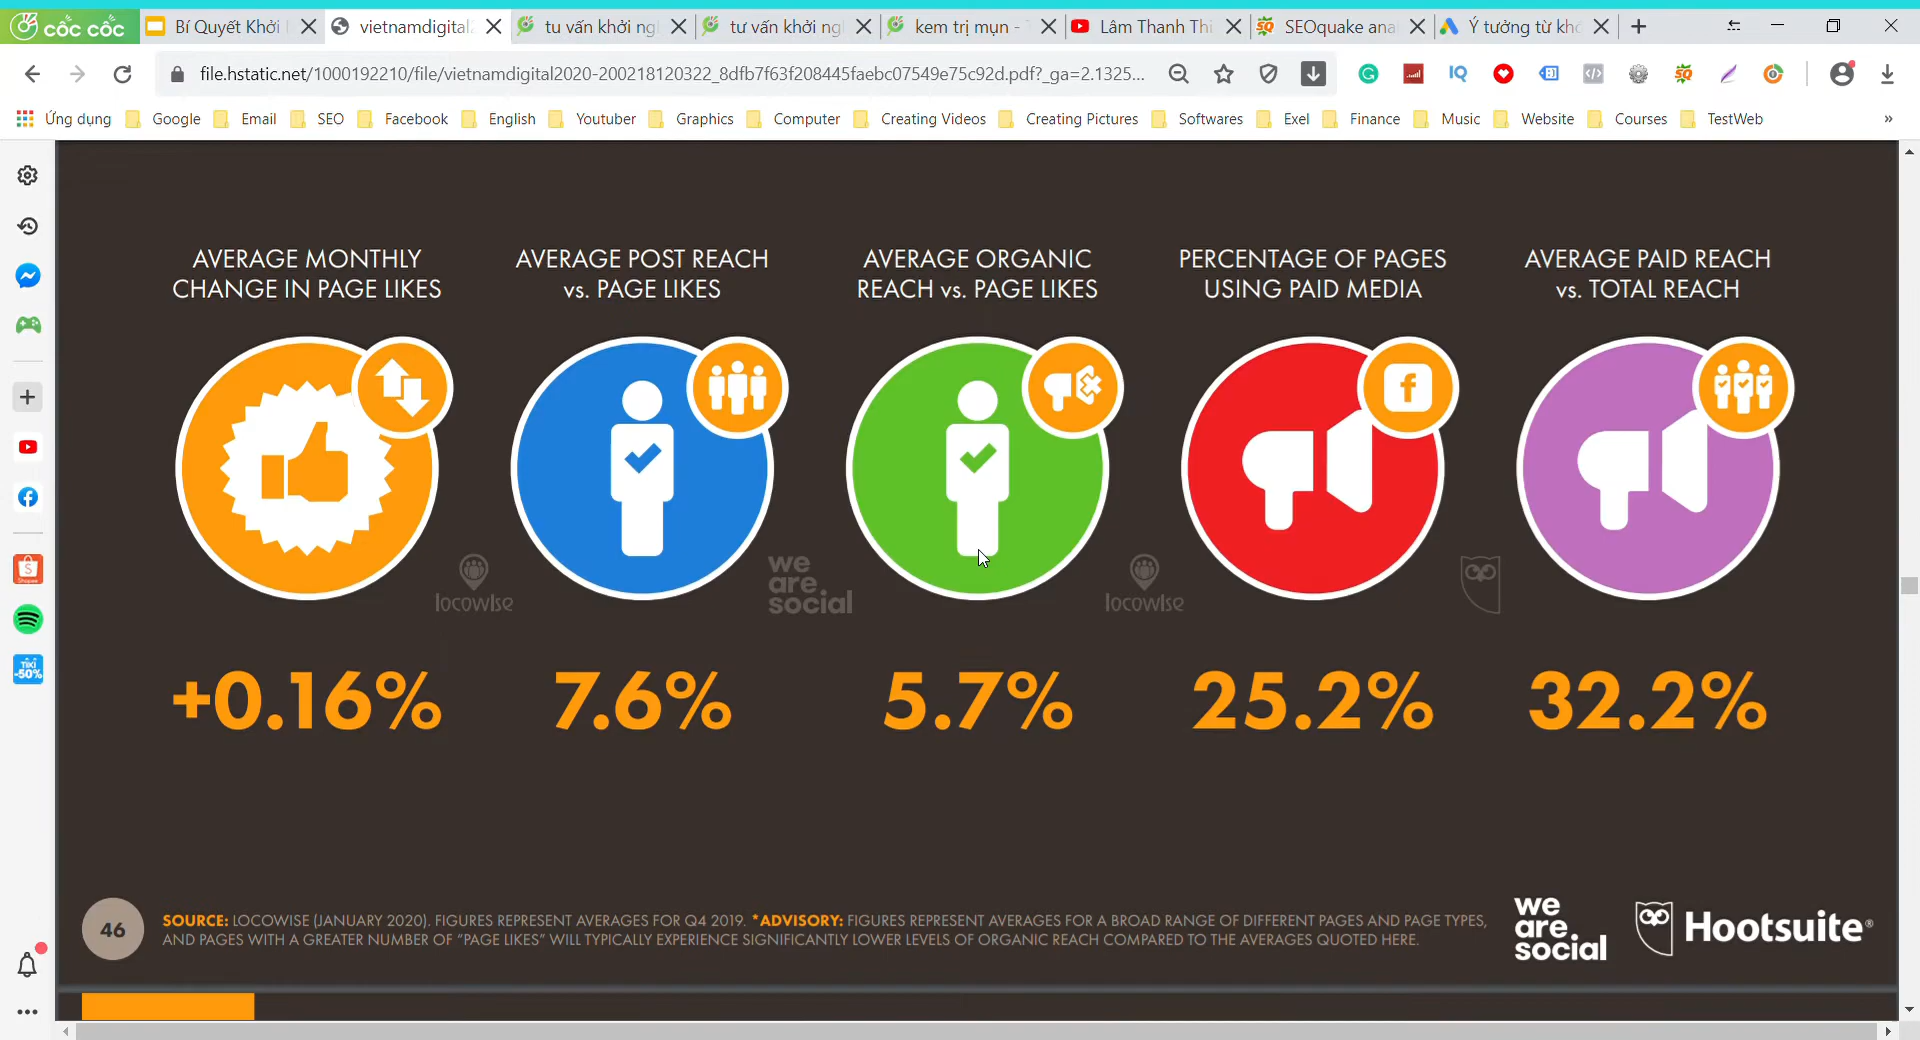 cốc cốc
Bí Quyết Khởi
vietnamdigital2
tu vấn khởi ng
tư vấn khởi ng
kem trị mụn -
Lâm Thanh Thi
SEOquake ana
Ý tưởng từ khó
file.hstatic.net/1000192210/file/vietnamdigital2020-200218120322_8dfb7f63f208445faebc07549e75c92d.pdf?_ga=2.1325...
Ứng dụng Google Email SEO Facebook English Youtuber Graphics Computer Creating Videos Creating Pictures Softwares Exel Finance Music Website Courses TestWeb »
AVERAGE MONTHLY
CHANGE IN PAGE LIKES
AVERAGE POST REACH
vs. PAGE LIKES
AVERAGE ORGANIC
REACH vs. PAGE LIKES
PERCENTAGE OF PAGES
USING PAID MEDIA
AVERAGE PAID REACH
vs. TOTAL REACH
locowise
we
are
social
locowise
+0.16%
7.6%
5.7%
25.2%
32.2%
46
SOURCE: LOCOWISE (JANUARY 2020). FIGURES REPRESENT AVERAGES FOR Q4 2019. *ADVISORY: FIGURES REPRESENT AVERAGES FOR A BROAD RANGE OF DIFFERENT PAGES AND PAGE TYPES,
AND PAGES WITH A GREATER NUMBER OF “PAGE LIKES” WILL TYPICALLY EXPERIENCE SIGNIFICANTLY LOWER LEVELS OF ORGANIC REACH COMPARED TO THE AVERAGES QUOTED HERE.
we
are.
social
Hootsuite®
Shopee
TIKI
-50%